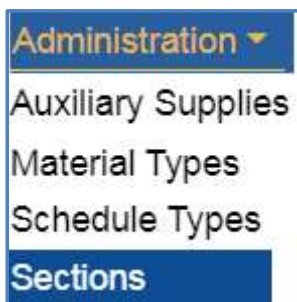 Administration
Auxiliary Supplies
Material Types
Schedule Types
Sections